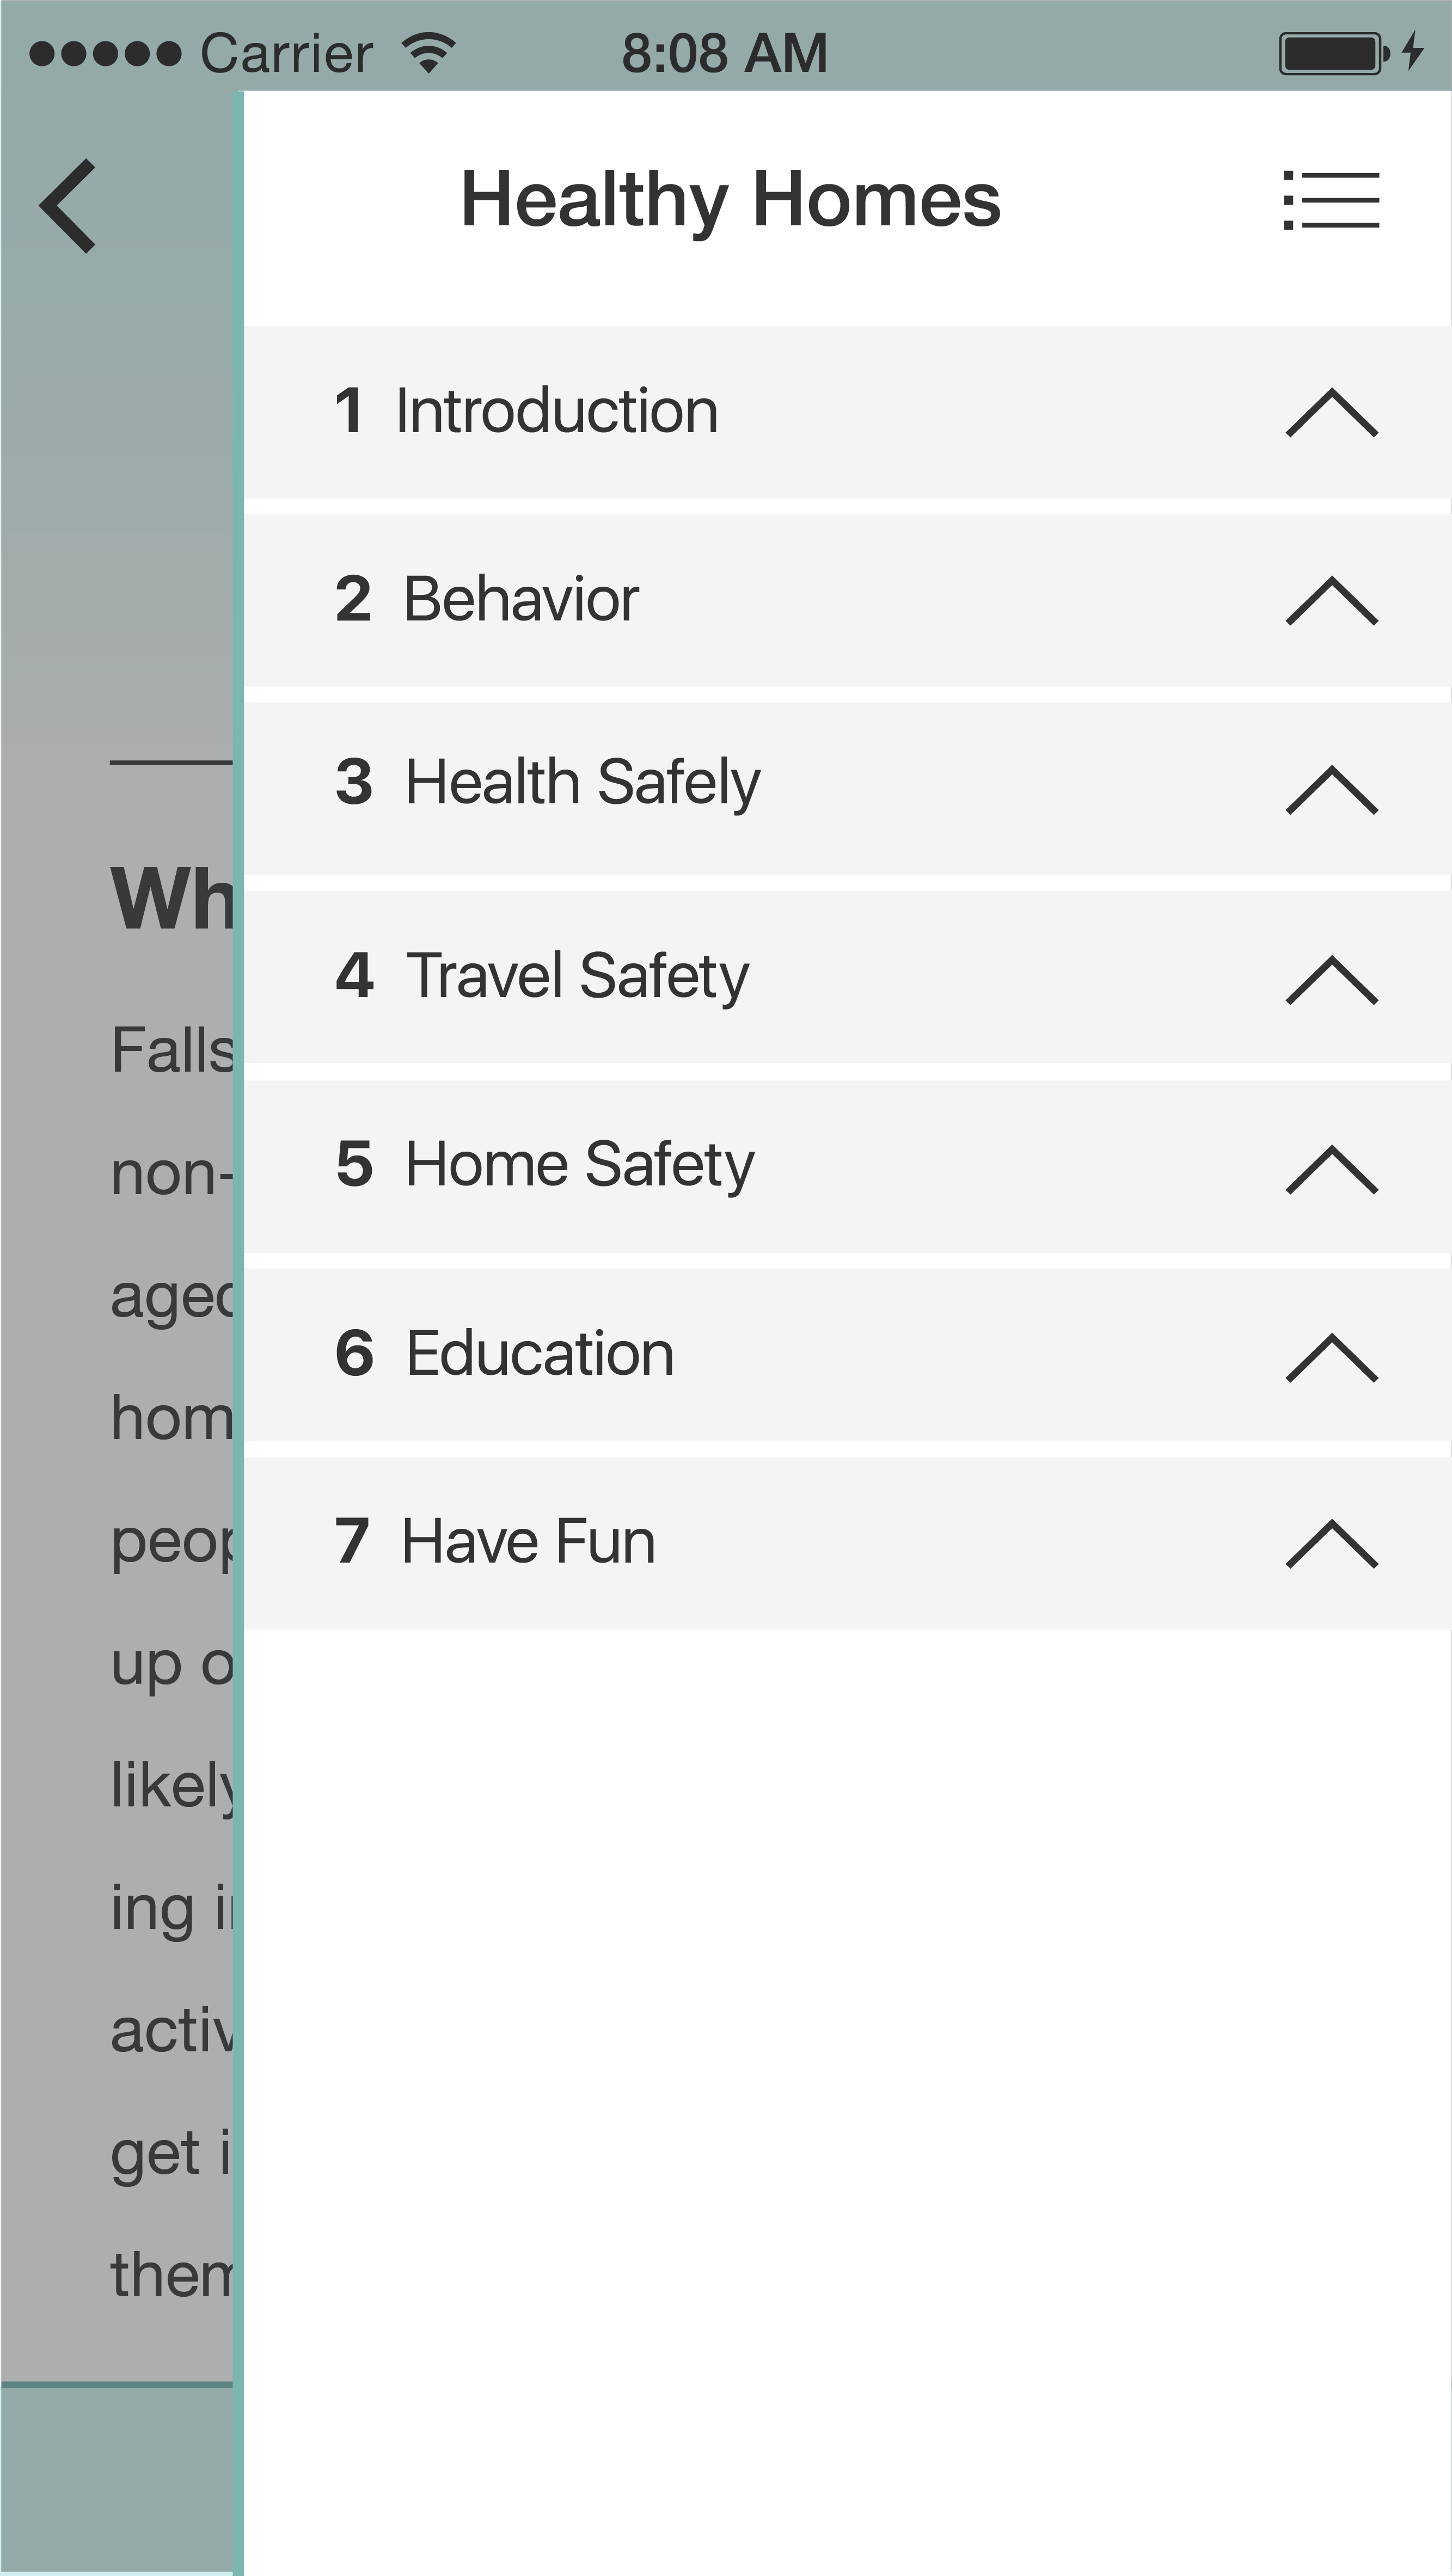 Carrier 8:08 AM
Healthy Homes
1 Introduction
2 Behavior
3 Health Safely
4 Travel Safety
5 Home Safety
6 Education
7 Have Fun
Wh
Falls
non-
aged
hom
peop
up o
likely
ing i
activ
get i
them